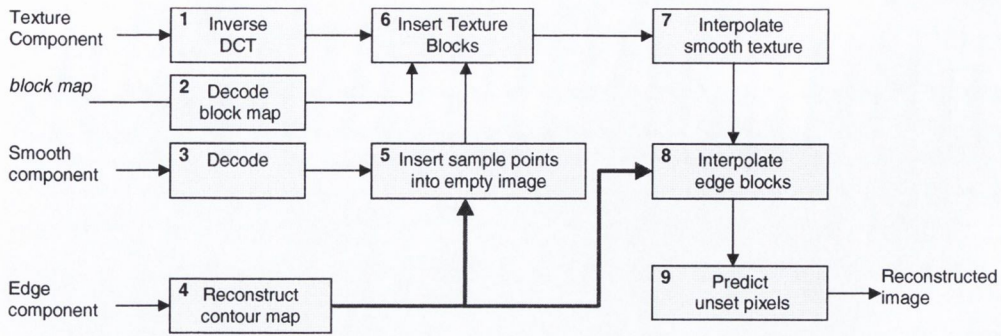 Texture
Component
1 Inverse
DCT
6 Insert Texture
Blocks
7 Interpolate
smooth texture
block map
2 Decode
block map
Smooth
component
3 Decode
5 Insert sample points
into empty image
8 Interpolate
edge blocks
Edge
component
4 Reconstruct
contour map
9 Predict
unset pixels
Reconstructed
image